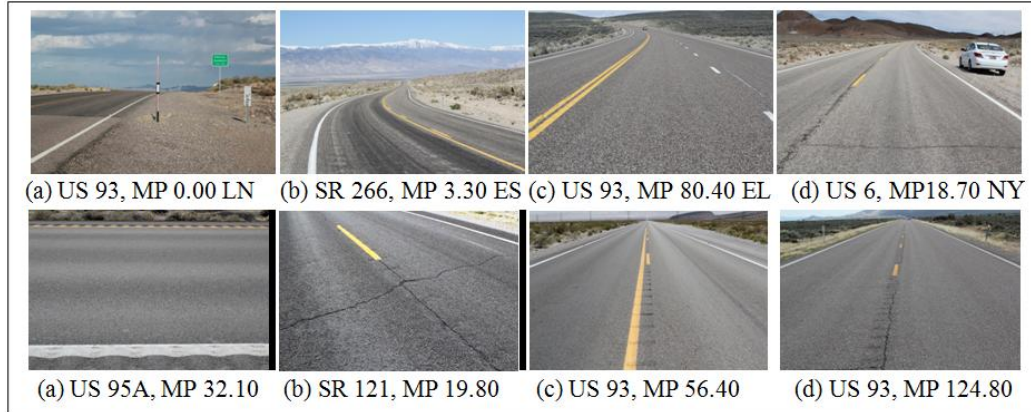 (a) US 93, MP 0.00 LN
(b) SR 266, MP 3.30 ES
(c) US 93, MP 80.40 EL
(d) US 6, MP18.70 NY
(a) US 95A, MP 32.10
(b) SR 121, MP 19.80
(c) US 93, MP 56.40
(d) US 93, MP 124.80